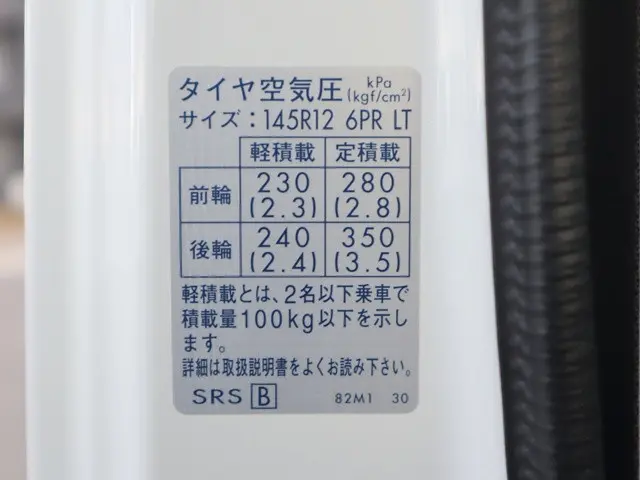 タイヤ空気圧 kPa (kgf/cm²)
サイズ：145R12 6PR LT
軽積載 定積載
前輪 230 (2.3) 280 (2.8)
後輪 240 (2.4) 350 (3.5)
軽積載とは、2名以下乗車で
積載量100kg以下を示し
ます。
詳細は取扱説明書をよくお読み下さい。
SRS B 82M1 30